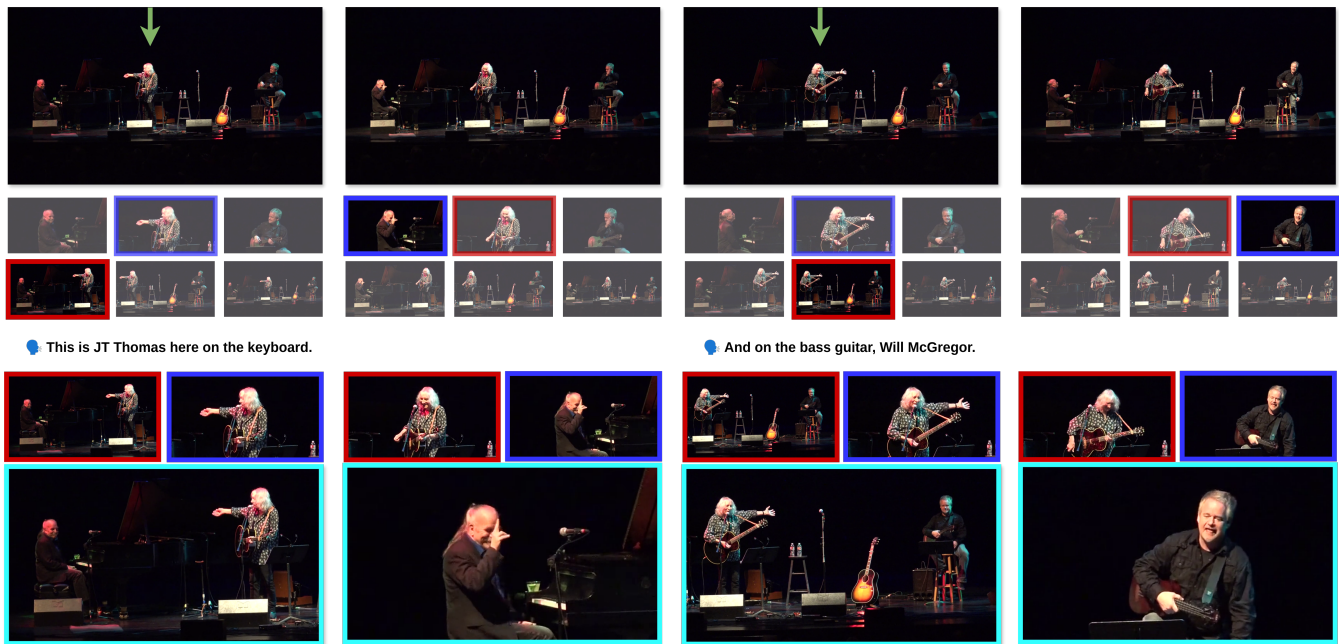 This is JT Thomas here on the keyboard.
And on the bass guitar, Will McGregor.